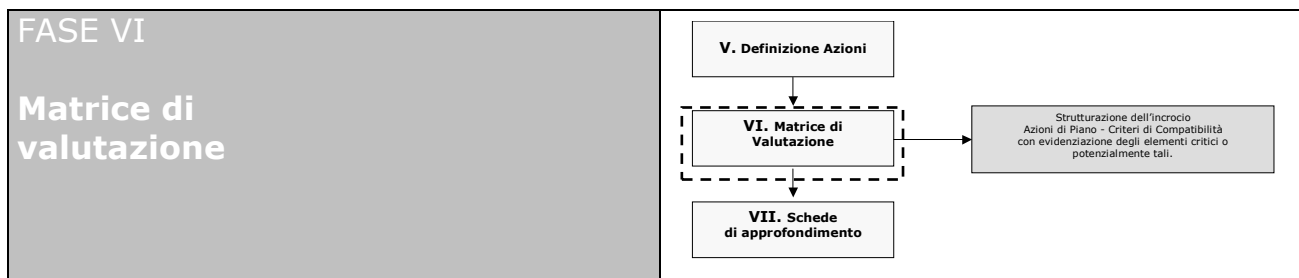 FASE VI
Matrice di
valutazione
V. Definizione Azioni
VI. Matrice di
Valutazione
Strutturazione dell'incrocio
Azioni di Piano - Criteri di Compatibilità
con evidenziazione degli elementi critici o
potenzialmente tali.
VII. Schede
di approfondimento